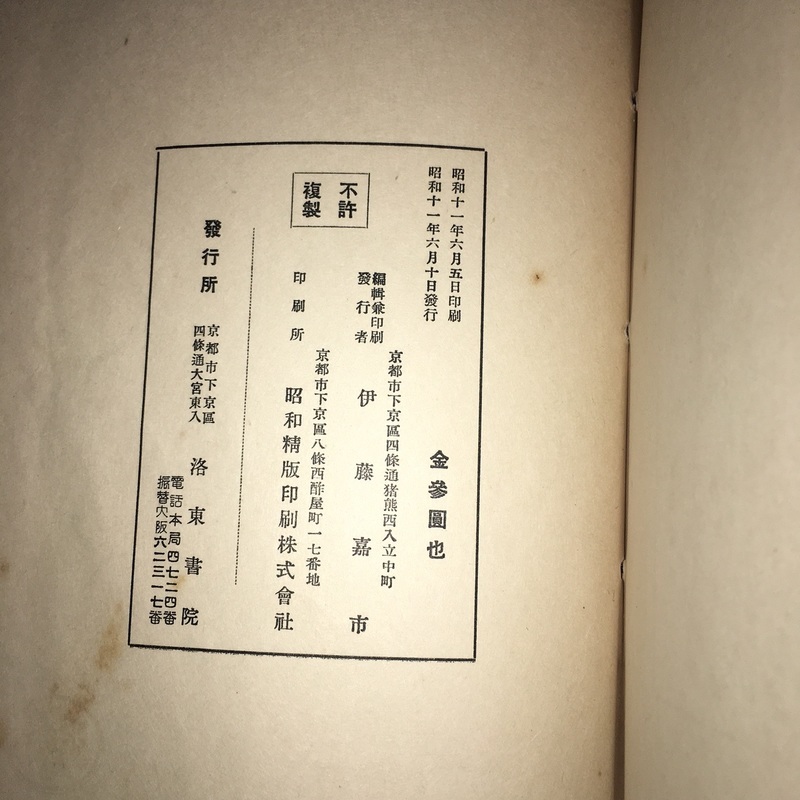 昭和十一年六月五日印刷
昭和十一年六月十日發行
金參圓也
不許
複製
編輯兼印刷
發行者
京都市下京區四條通猪熊西入立中町
伊藤嘉市
印刷所
京都市下京區八條西酢屋町一七番地
昭和精版印刷株式會社
發行所
京都市下京區
四條通大宮東入
洛東書院
電話本局四七二四番
振替大阪六二三一七番